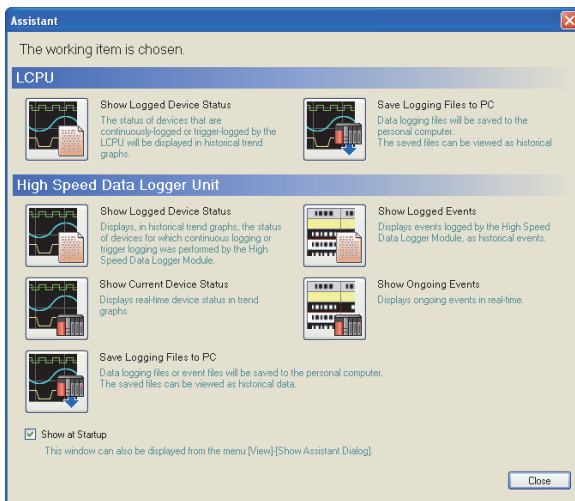 Assistant
The working item is chosen.
LCPU
Show Logged Device Status
The status of devices that are
continuously-logged or trigger-logged by the
LCPU will be displayed in historical trend
graphs.
Save Logging Files to PC
Data logging files will be saved to the
personal computer.
The saved files can be viewed as historical
High Speed Data Logger Unit
Show Logged Device Status
Displays, in historical trend graphs, the status
of devices for which continuous logging or
trigger logging was performed by the High
Speed Data Logger Module.
Show Logged Events
Displays events logged by the High Speed
Data Logger Module, as historical events.
Show Current Device Status
Displays real-time device status in trend
graphs.
Show Ongoing Events
Displays ongoing events in real-time.
Save Logging Files to PC
Data logging files or event files will be saved to the personal computer.
The saved files can be viewed as historical data.
Show at Startup
This window can also be displayed from the menu [View]-[Show Assistant Dialog].
Close